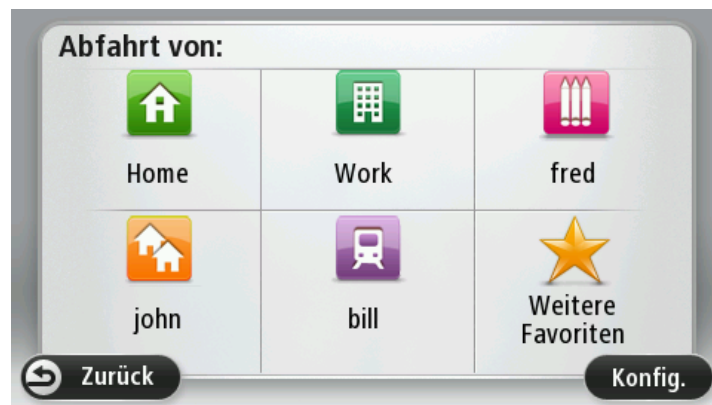 Abfahrt von:
Home
Work
fred
john
bill
Weitere
Favoriten
Zurück
Konfig.